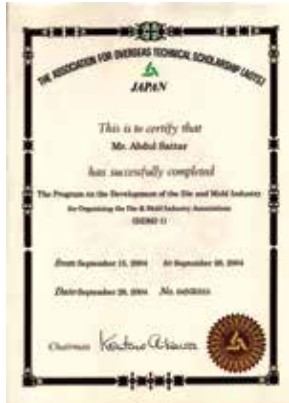 THE ASSOCIATION FOR OVERSEAS TECHNICAL SCHOLARSHIP (AOTS)
JAPAN
This is to certify that
Mr. Abdul Sattar
has successfully completed
The Program on the Development of the Die and Mold Industry
for Organizing the Die & Mold Industry Associations
From September 15, 2004 At September 28, 2004
Date September 28, 2004 No.
Chairman